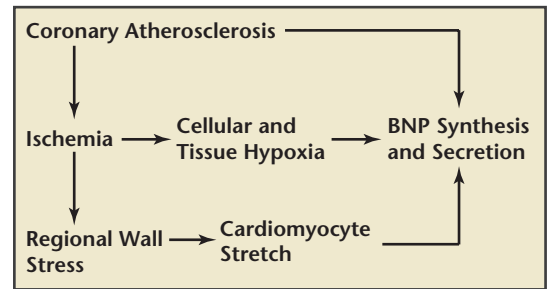 Coronary Atherosclerosis
Ischemia
Cellular and
Tissue Hypoxia
BNP Synthesis
and Secretion
Regional Wall
Stress
Cardiomyocyte
Stretch